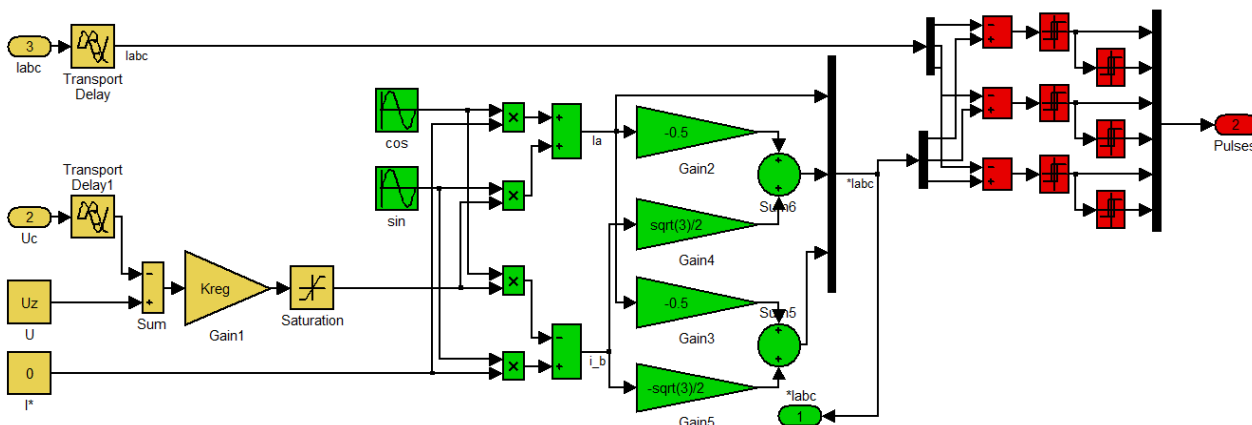 3
Iabc
Transport
Delay
Iabc
cos
sin
Transport
Delay1
2
Uc
-
+
Sum
Uz
U
Kreg
Gain1
Saturation
0
I*
×
×
×
×
+
+
Ia
-
+
i_b
-0.5
Gain2
sqrt(3)/2
Gain4
-0.5
Gain3
-sqrt(3)/2
Gain5
+
+
Sum6
Sum5
+
+
*Iabc
*Iabc
1
-
+
-
+
-
+
2
Pulses